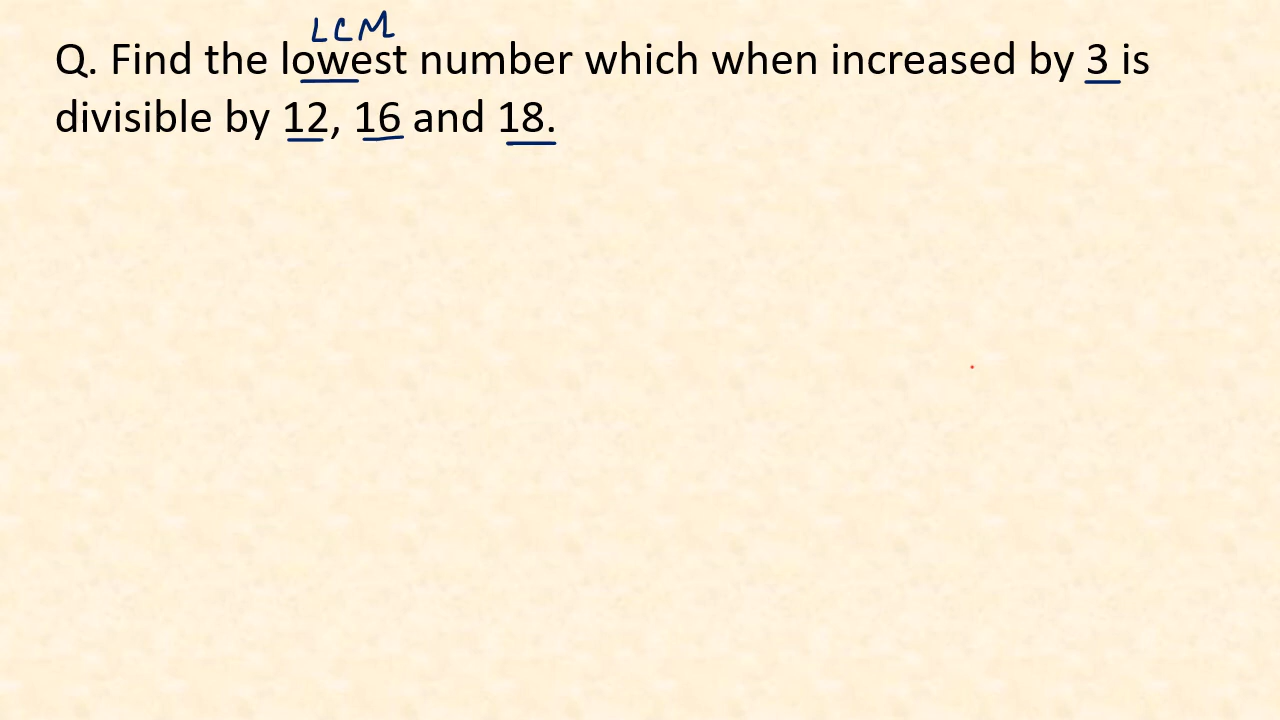 LCM
Q. Find the lowest number which when increased by 3 is
divisible by 12, 16 and 18.